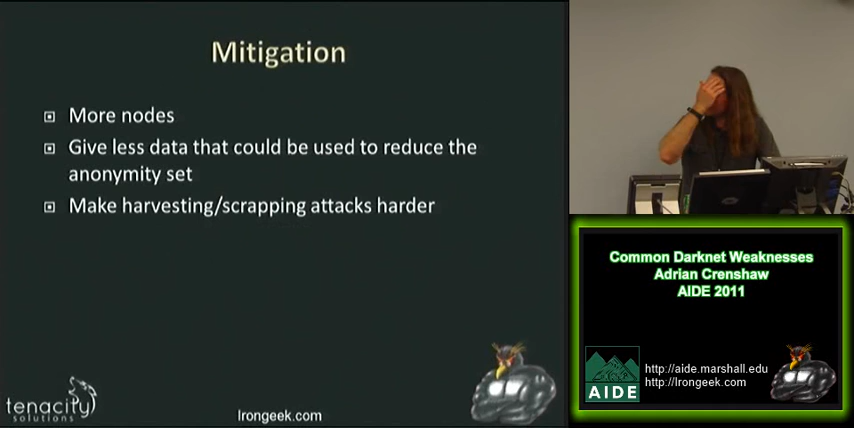 Mitigation
More nodes
Give less data that could be used to reduce the
anonymity set
Make harvesting/scrapping attacks harder
tenacity
solutions
Irongeek.com
Common Darknet Weaknesses
Adrian Crenshaw
AIDE 2011
AIDE
http://aide.marshall.edu
http://Irongeek.com